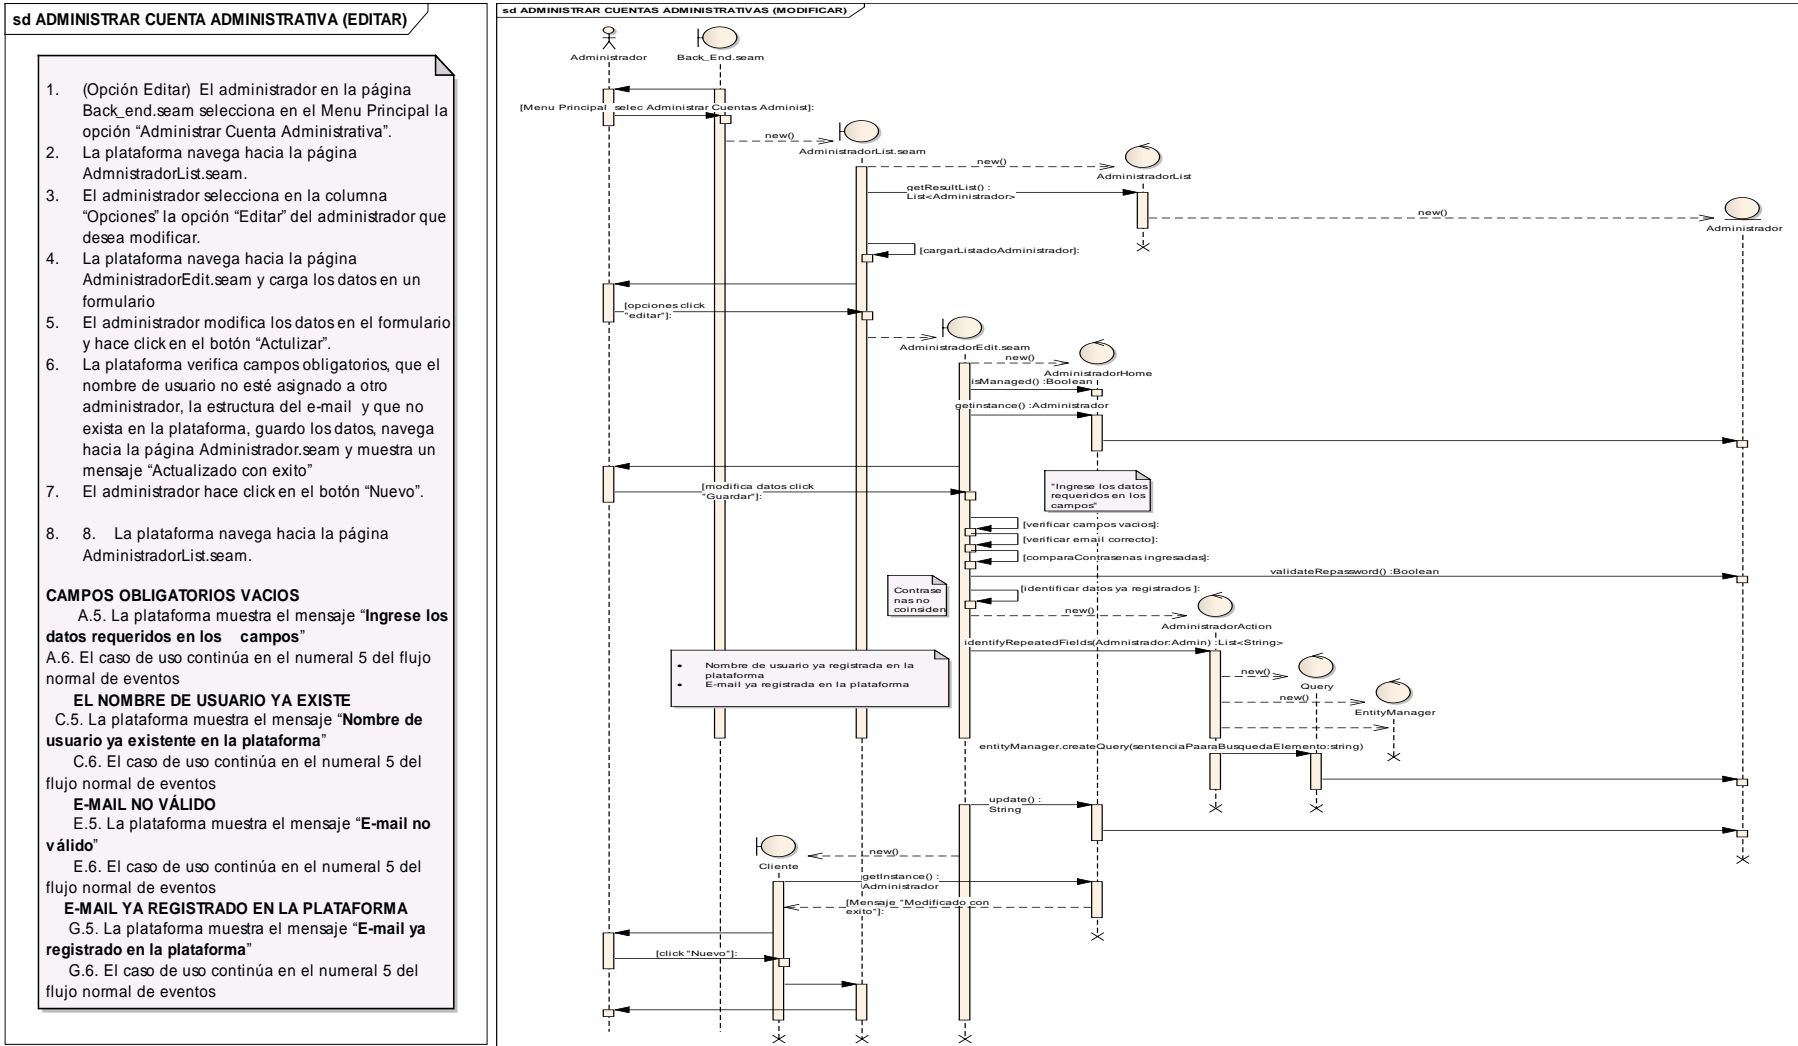 sd ADMINISTRAR CUENTA ADMINISTRATIVA (EDITAR)
1. (Opción Editar) El administrador en la página
Back_end.seam selecciona en el Menu Principal la
opción “Administrar Cuenta Administrativa”.
2. La plataforma navega hacia la página
AdmnistradorList.seam.
3. El administrador selecciona en la columna
“Opciones” la opción “Editar” del administrador que
desea modificar.
4. La plataforma navega hacia la página
AdministradorEdit.seam y carga los datos en un
formulario
5. El administrador modifica los datos en el formulario
y hace click en el botón “Actulizar”.
6. La plataforma verifica campos obligatorios, que el
nombre de usuario no esté asignado a otro
administrador, la estructura del e-mail y que no
exista en la plataforma, guardo los datos, navega
hacia la página Administrador.seam y muestra un
mensaje “Actualizado con exito”
7. El administrador hace click en el botón “Nuevo”.
8. 8. La plataforma navega hacia la página
AdministradorList.seam.
CAMPOS OBLIGATORIOS VACIOS
A.5. La plataforma muestra el mensaje “Ingrese los
datos requeridos en los campos”
A.6. El caso de uso continúa en el numeral 5 del flujo
normal de eventos
EL NOMBRE DE USUARIO YA EXISTE
C.5. La plataforma muestra el mensaje “Nombre de
usuario ya existente en la plataforma”
C.6. El caso de uso continúa en el numeral 5 del
flujo normal de eventos
E-MAIL NO VÁLIDO
E.5. La plataforma muestra el mensaje “E-mail no
válido”
E.6. El caso de uso continúa en el numeral 5 del
flujo normal de eventos
E-MAIL YA REGISTRADO EN LA PLATAFORMA
G.5. La plataforma muestra el mensaje “E-mail ya
registrado en la plataforma”
G.6. El caso de uso continúa en el numeral 5 del
flujo normal de eventos
sd ADMINISTRAR CUENTAS ADMINISTRATIVAS (MODIFICAR)
Administrador
Back_End.seam
[Menu Principal selec Administrar Cuentas Administ]:
new()
AdministradorList.seam
new()
AdministradorList
getResultList() :
List<Administrador>
new()
Administrador
[cargarListadoAdministrador]:
[opciones click
"editar"]:
AdministradorEdit.seam
new()
AdministradorHome
isManaged() :Boolean
getinstance() :Administrador
[modifica datos click
"Guardar"]:
"Ingrese los datos
requeridos en los
campos"
[verificar campos vacios]:
[verificar email correcto]:
[comparaContrasenas ingresadas]:
validateRepassword() :Boolean
Contrase
nas no
coinsiden
[identificar datos ya registrados ]:
new()
AdministradorAction
identifyRepeatedFields(Admnistrador:Admin) :List<String>
• Nombre de usuario ya registrada en la
plataforma
• E-mail ya registrada en la plataforma
new()
Query
new()
EntityManager
entityManager.createQuery(sentenciaPaaraBusquedaElemento:string)
update() :
String
new()
Cliente
getInstance() :
Administrador
[Mensaje "Modificado con
exito"]:
[click "Nuevo"]: